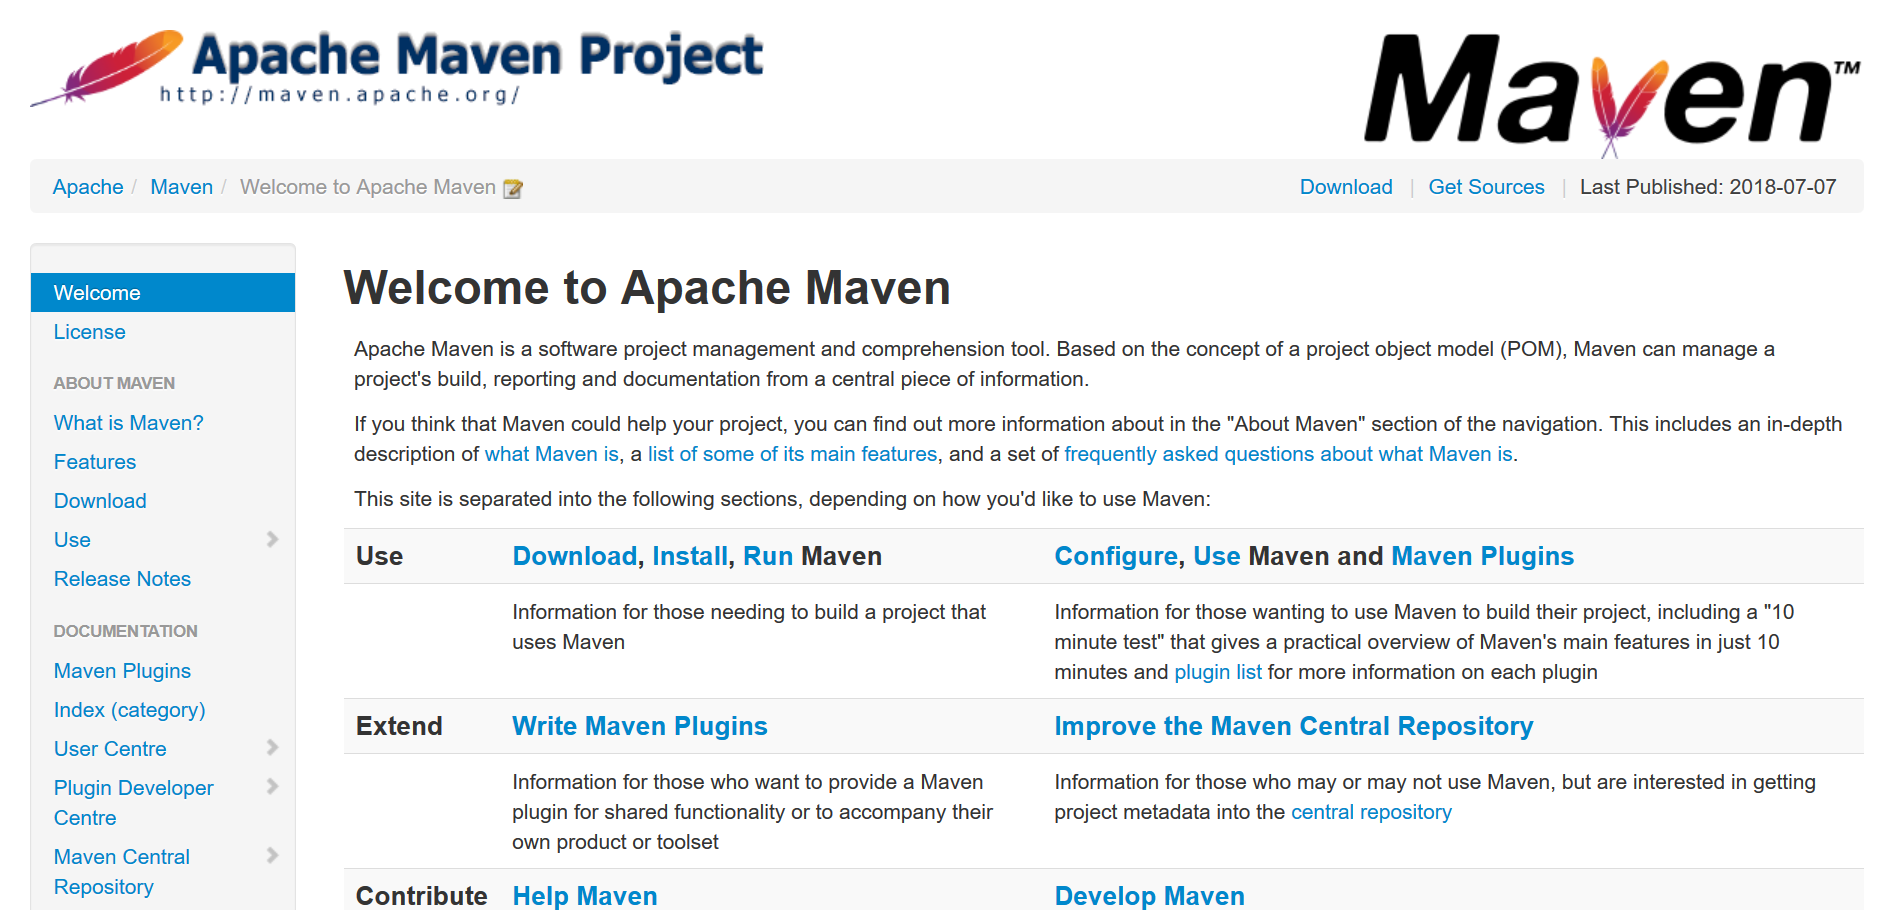 Apache Maven Project
http://maven.apache.org/
Maven™
Apache / Maven / Welcome to Apache Maven
Download | Get Sources | Last Published: 2018-07-07
Welcome
License
ABOUT MAVEN
What is Maven?
Features
Download
Use
Release Notes
DOCUMENTATION
Maven Plugins
Index (category)
User Centre
Plugin Developer
Centre
Maven Central
Repository
Welcome to Apache Maven
Apache Maven is a software project management and comprehension tool. Based on the concept of a project object model (POM), Maven can manage a
project's build, reporting and documentation from a central piece of information.
If you think that Maven could help your project, you can find out more information about in the "About Maven" section of the navigation. This includes an in-depth
description of what Maven is, a list of some of its main features, and a set of frequently asked questions about what Maven is.
This site is separated into the following sections, depending on how you'd like to use Maven:
Use
Download, Install, Run Maven
Configure, Use Maven and Maven Plugins
Information for those needing to build a project that
uses Maven
Information for those wanting to use Maven to build their project, including a "10
minute test" that gives a practical overview of Maven's main features in just 10
minutes and plugin list for more information on each plugin
Extend
Write Maven Plugins
Improve the Maven Central Repository
Information for those who want to provide a Maven
plugin for shared functionality or to accompany their
own product or toolset
Information for those who may or may not use Maven, but are interested in getting
project metadata into the central repository
Contribute
Help Maven
Develop Maven